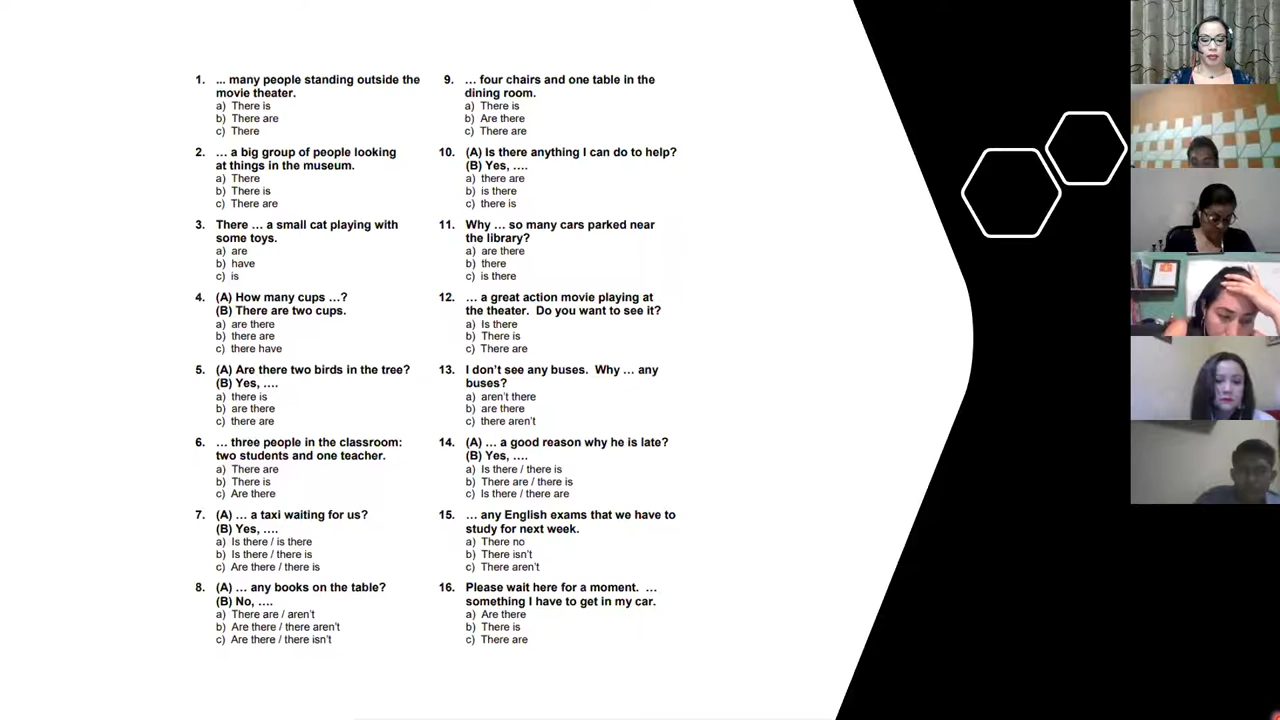 1. ... many people standing outside the
movie theater.
a) There is
b) There are
c) There
2. … a big group of people looking
at things in the museum.
a) There
b) There is
c) There are
3. There … a small cat playing with
some toys.
a) are
b) have
c) is
4. (A) How many cups …?
(B) There are two cups.
a) are there
b) there are
c) there have
5. (A) Are there two birds in the tree?
(B) Yes, ….
a) there is
b) are there
c) there are
6. … three people in the classroom:
two students and one teacher.
a) There are
b) There is
c) Are there
7. (A) … a taxi waiting for us?
(B) Yes, ….
a) Is there / is there
b) Is there / there is
c) Are there / there is
8. (A) … any books on the table?
(B) No, ….
a) There are / aren't
b) Are there / there aren't
c) Are there / there isn't
9. … four chairs and one table in the
dining room.
a) There is
b) Are there
c) There are
10. (A) Is there anything I can do to help?
(B) Yes, ….
a) there are
b) is there
c) there is
11. Why … so many cars parked near
the library?
a) are there
b) there
c) is there
12. … a great action movie playing at
the theater. Do you want to see it?
a) Is there
b) There is
c) There are
13. I don't see any buses. Why … any
buses?
a) aren't there
b) are there
c) there aren't
14. (A) … a good reason why he is late?
(B) Yes, ….
a) Is there / there is
b) There are / there is
c) Is there / there are
15. … any English exams that we have to
study for next week.
a) There no
b) There isn't
c) There aren't
16. Please wait here for a moment. …
something I have to get in my car.
a) Are there
b) There is
c) There are